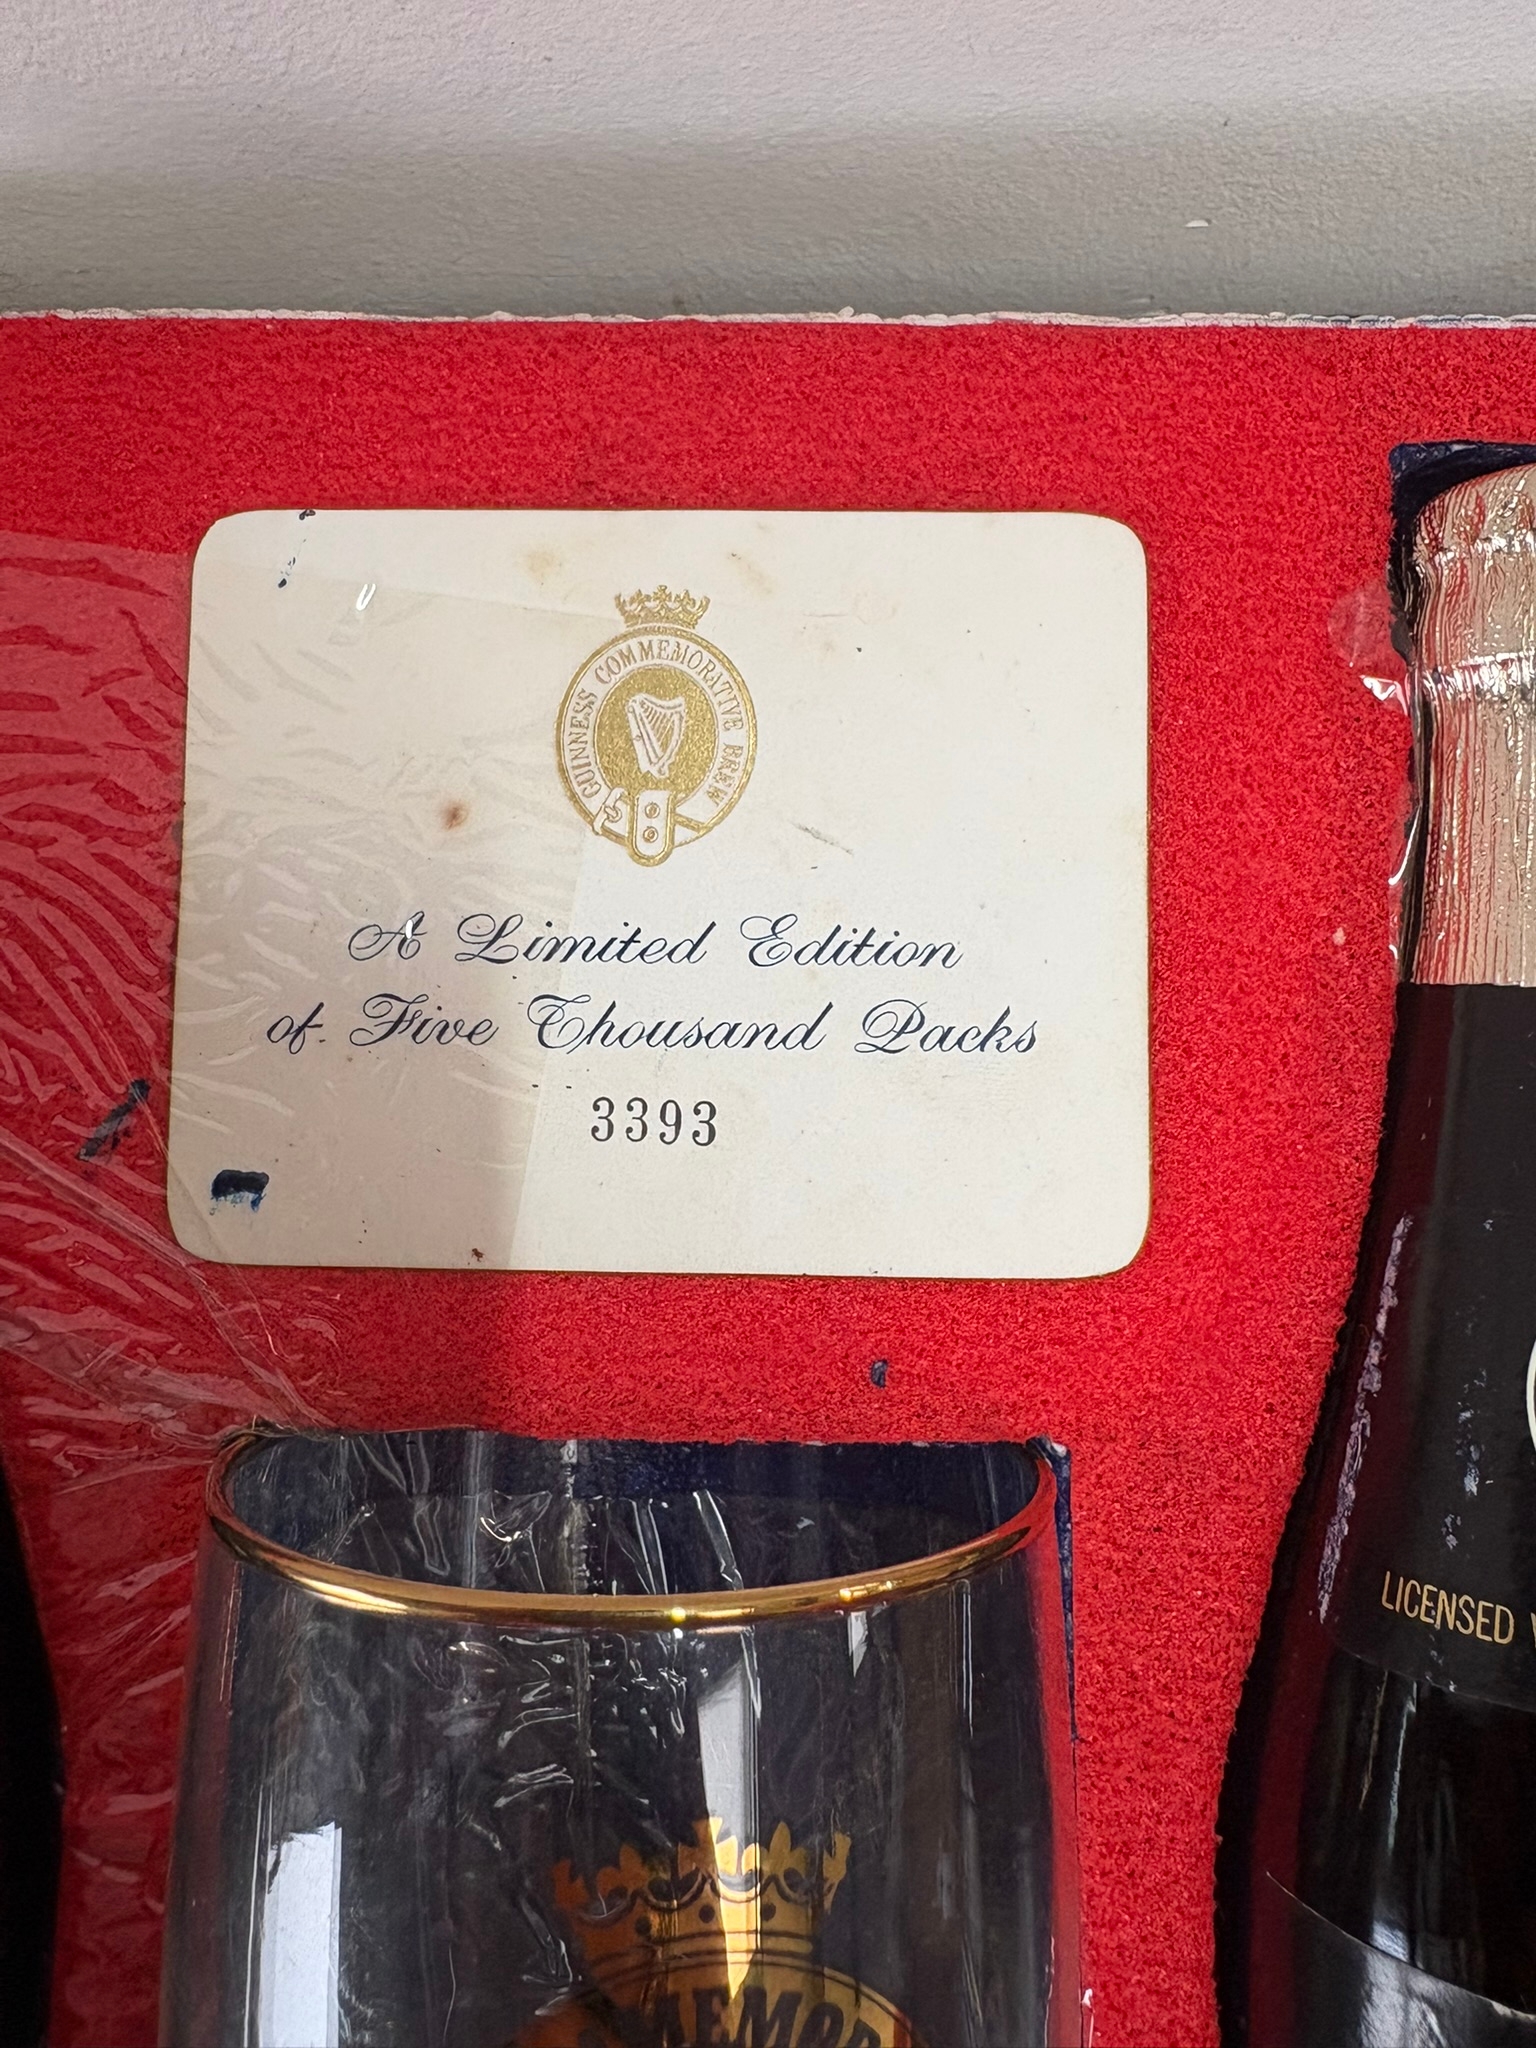 GUINNESS COMMEMORATIVE BREW
A Limited Edition
of Five Thousand Packs
3393
LICENSED